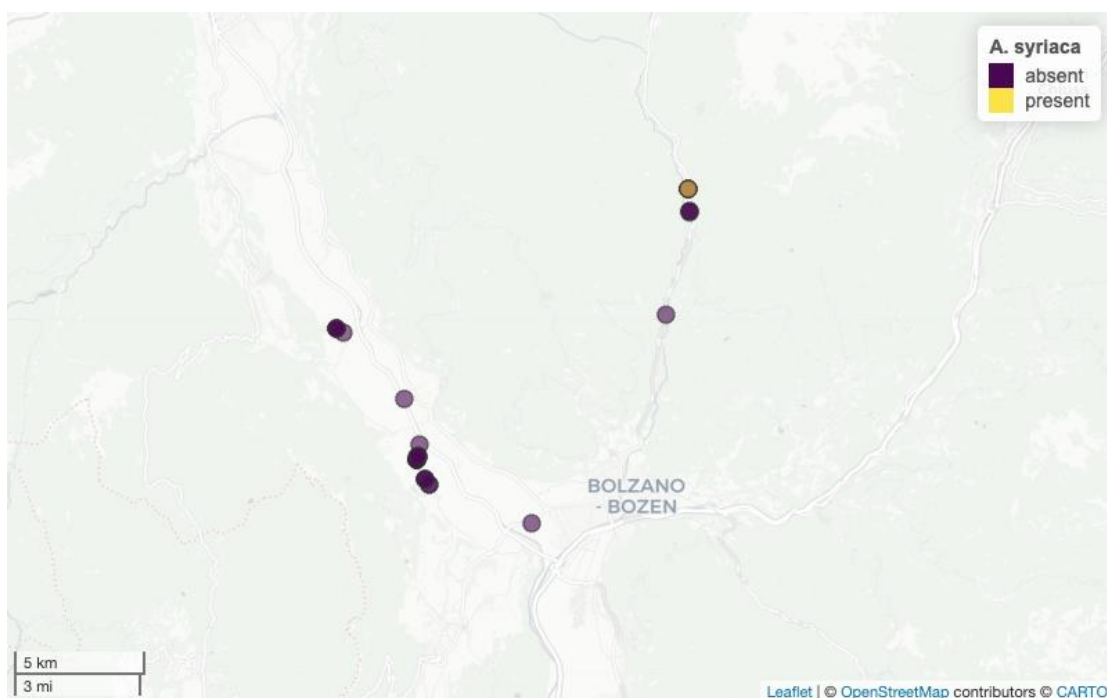 A. syriaca
absent
present
BOLZANO
- BOZEN
5 km
3 mi
Leaflet | © OpenStreetMap contributors © CARTO